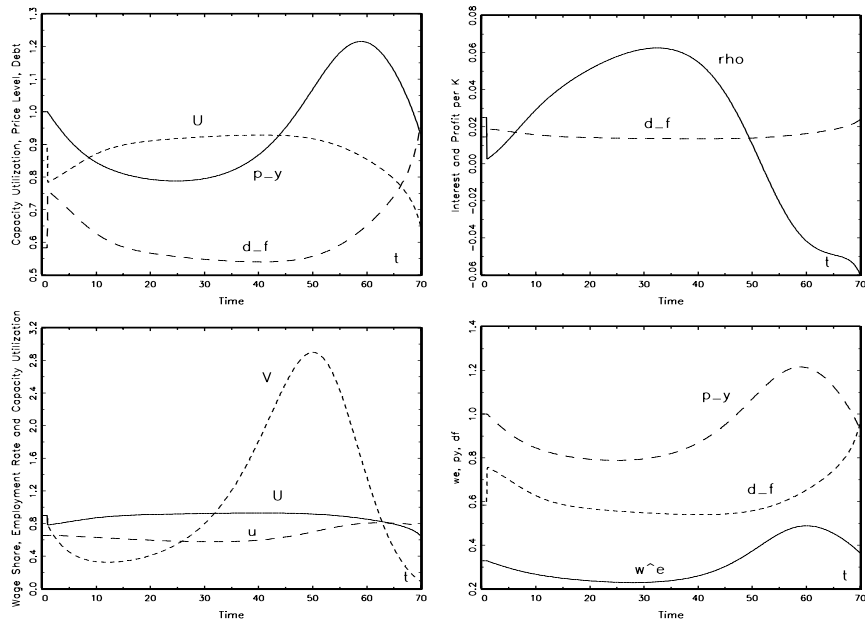 Capacity Utilization, Price Level, Debt
1.3
1.2
1.1
1.0
0.9
0.8
0.7
0.6
0.5
U
p_y
d_f
t
0 10 20 30 40 50 60 70
Time
Interest and Profit per K
0.08
0.06
0.04
0.02
0.00
-0.02
-0.04
-0.06
rho
d_f
t
0 10 20 30 40 50 60 70
Time
Wage Share, Employment Rate and Capacity Utilization
3.2
2.8
2.4
2.0
1.6
1.2
0.8
0.4
0.0
V
U
u
t
0 10 20 30 40 50 60 70
Time
we, py, df
1.4
1.2
1.0
0.8
0.6
0.4
0.2
p_y
d_f
w^e
t
0 10 20 30 40 50 60 70
Time